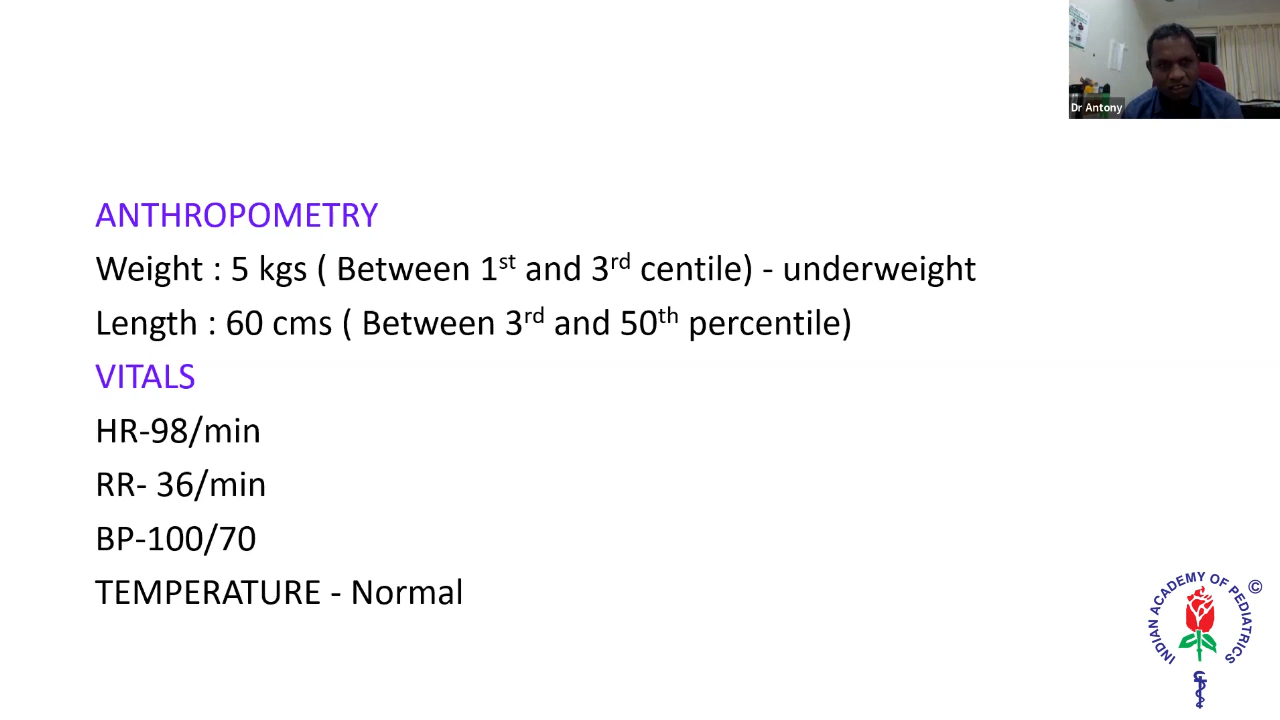 Dr Antony
ANTHROPOMETRY
Weight : 5 kgs ( Between 1st and 3rd centile) - underweight
Length : 60 cms ( Between 3rd and 50th percentile)
VITALS
HR-98/min
RR- 36/min
BP-100/70
TEMPERATURE - Normal
INDIAN ACADEMY OF PEDIATRICS ©